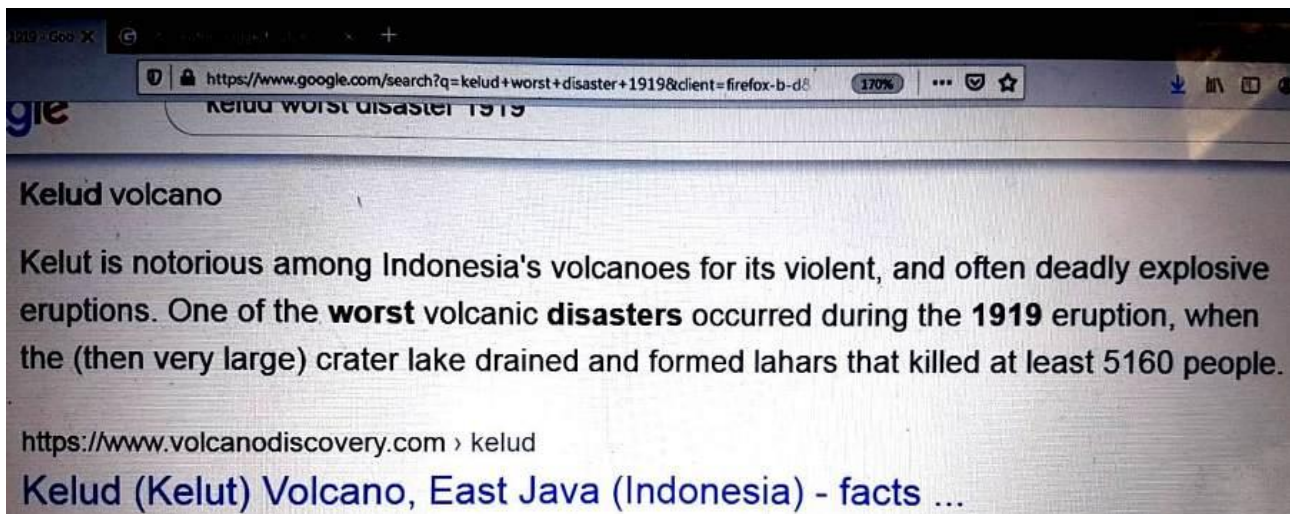 1919 - Goo
https://www.google.com/search?q=kelud+worst+disaster+1919&client=firefox-b-d&
170%
gle
kelud worst disaster 1919
Kelud volcano
Kelut is notorious among Indonesia's volcanoes for its violent, and often deadly explosive
eruptions. One of the worst volcanic disasters occurred during the 1919 eruption, when
the (then very large) crater lake drained and formed lahars that killed at least 5160 people.
https://www.volcanodiscovery.com › kelud
Kelud (Kelut) Volcano, East Java (Indonesia) - facts ...